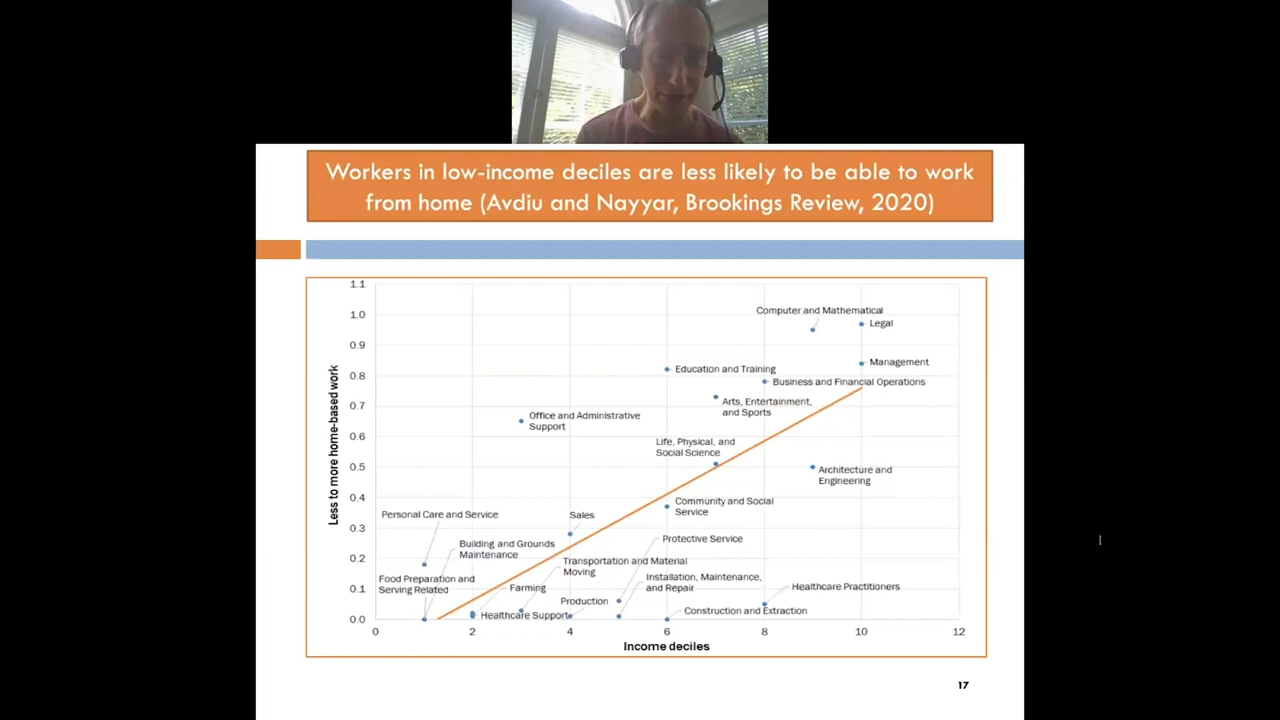 Workers in low-income deciles are less likely to be able to work
from home (Avdiu and Nayyar, Brookings Review, 2020)
1.1
1.0
0.9
0.8
0.7
0.6
0.5
0.4
0.3
0.2
0.1
0.0
Less to more home-based work
Computer and Mathematical
Legal
Management
Education and Training
Business and Financial Operations
Arts, Entertainment,
and Sports
Office and Administrative
Support
Life, Physical, and
Social Science
Architecture and
Engineering
Community and Social
Service
Personal Care and Service
Sales
Building and Grounds
Maintenance
Protective Service
Transportation and Material
Moving
Food Preparation and
Serving Related
Installation, Maintenance,
and Repair
Farming
Healthcare Practitioners
Production
Healthcare Support
Construction and Extraction
0 2 4 6 8 10 12
Income deciles
17